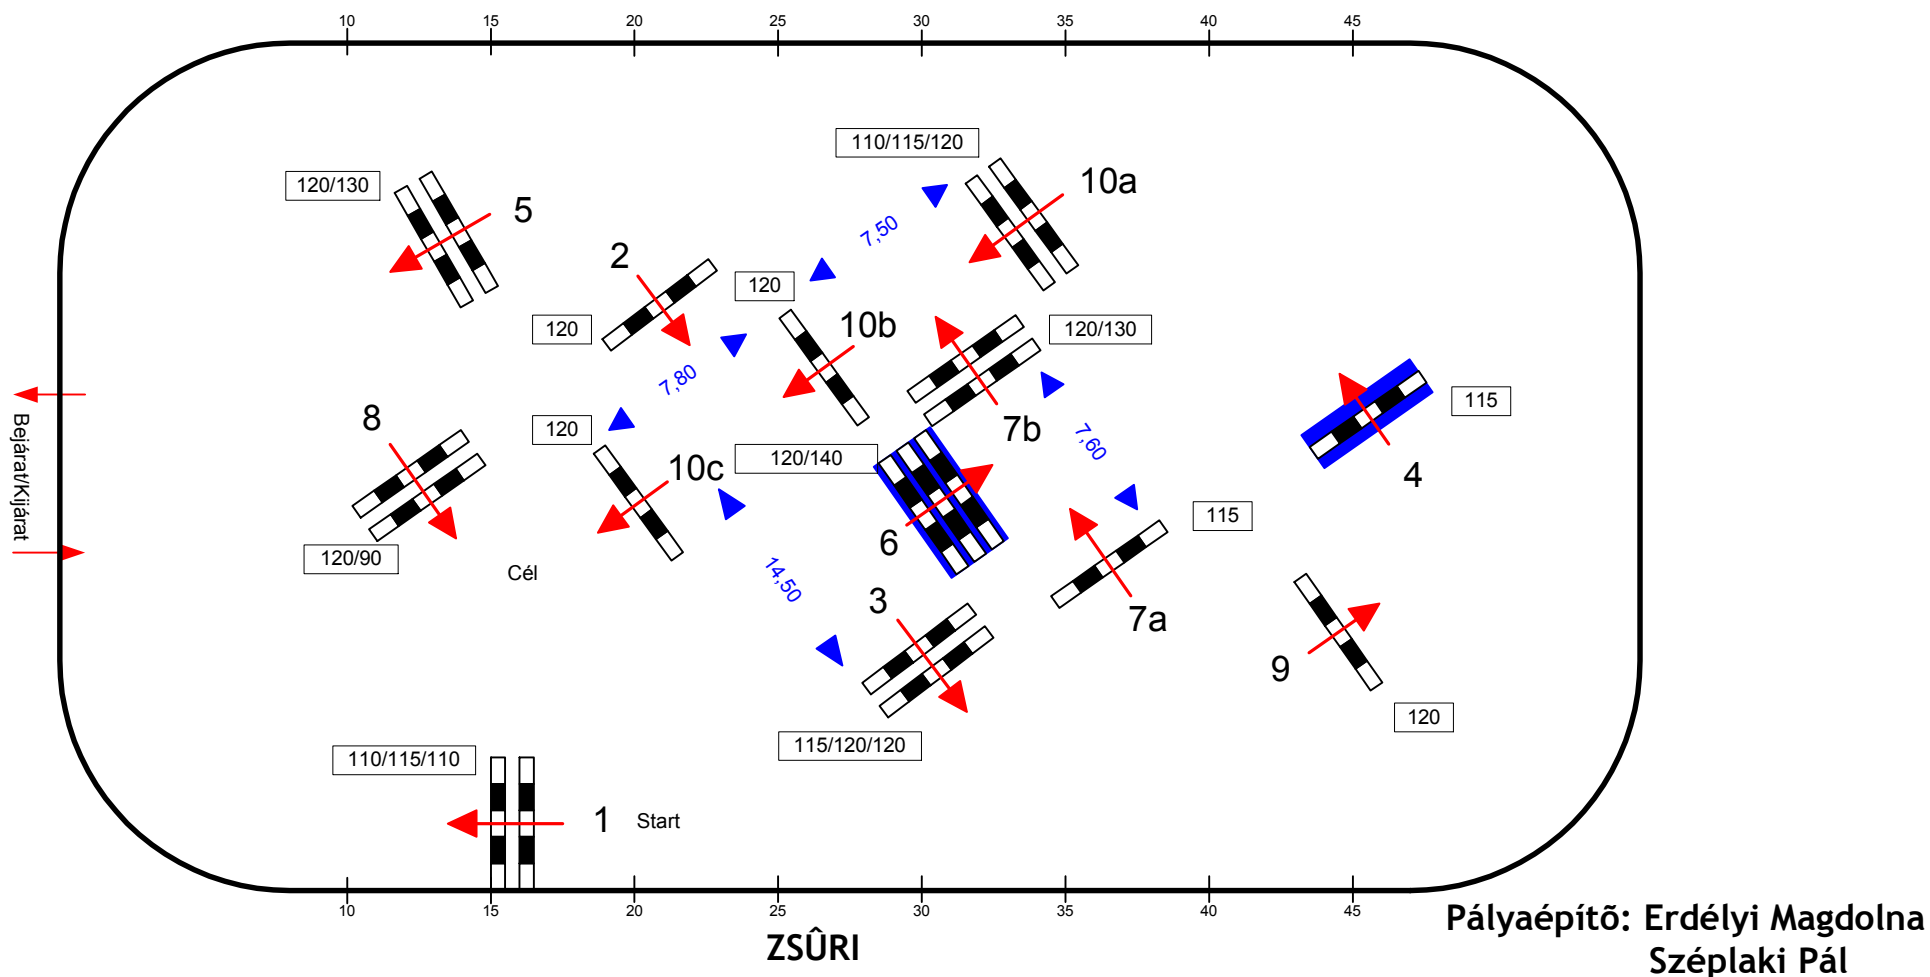 10 15 20 25 30 35 40 45
110/115/120
10a
120/130
5
7,50
2
120
10b
120
120/130
7,80
115
Bejárat/Kijárat
8
120
7b
7,60
120/140
10c
4
115
6
120/90
Cél
14,50
3
7a
9
120
115/120/120
110/115/110
1
Start
10 15 20 25 30 35 40 45
ZSÛRI
Pályaépítõ: Erdélyi Magdolna
Széplaki Pál